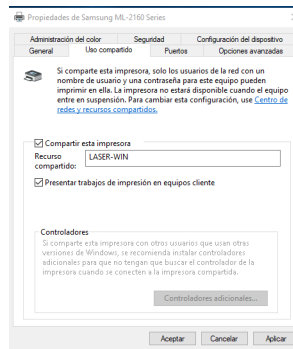 Propiedades de Samsung ML-2160 Series
Administración del color Seguridad Configuración del dispositivo
General Uso compartido Puertos Opciones avanzadas
Si comparte esta impresora, solo los usuarios de la red con un
nombre de usuario y una contraseña para este equipo pueden
imprimir en ella. La impresora no estará disponible cuando el equipo
entre en suspensión. Para cambiar esta configuración, use Centro de
redes y recursos compartidos.
Compartir esta impresora
Recurso
compartido:
LASER-WIN
Presentar trabajos de impresión en equipos cliente
Controladores
Si comparte esta impresora con otros usuarios que usan otras
versiones de Windows, se recomienda instalar controladores
adicionales para que no tengan que buscar el controlador de la
impresora cuando se conecten a la impresora compartida.
Controladores adicionales...
Aceptar Cancelar Aplicar